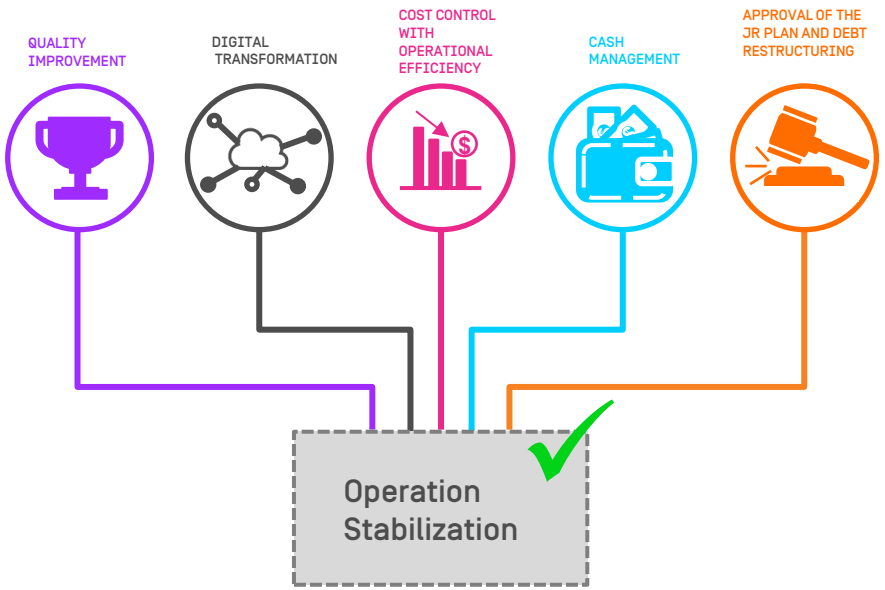 QUALITY
IMPROVEMENT
DIGITAL
TRANSFORMATION
COST CONTROL
WITH
OPERATIONAL
EFFICIENCY
CASH
MANAGEMENT
APPROVAL OF THE
JR PLAN AND DEBT
RESTRUCTURING
$
Operation
Stabilization